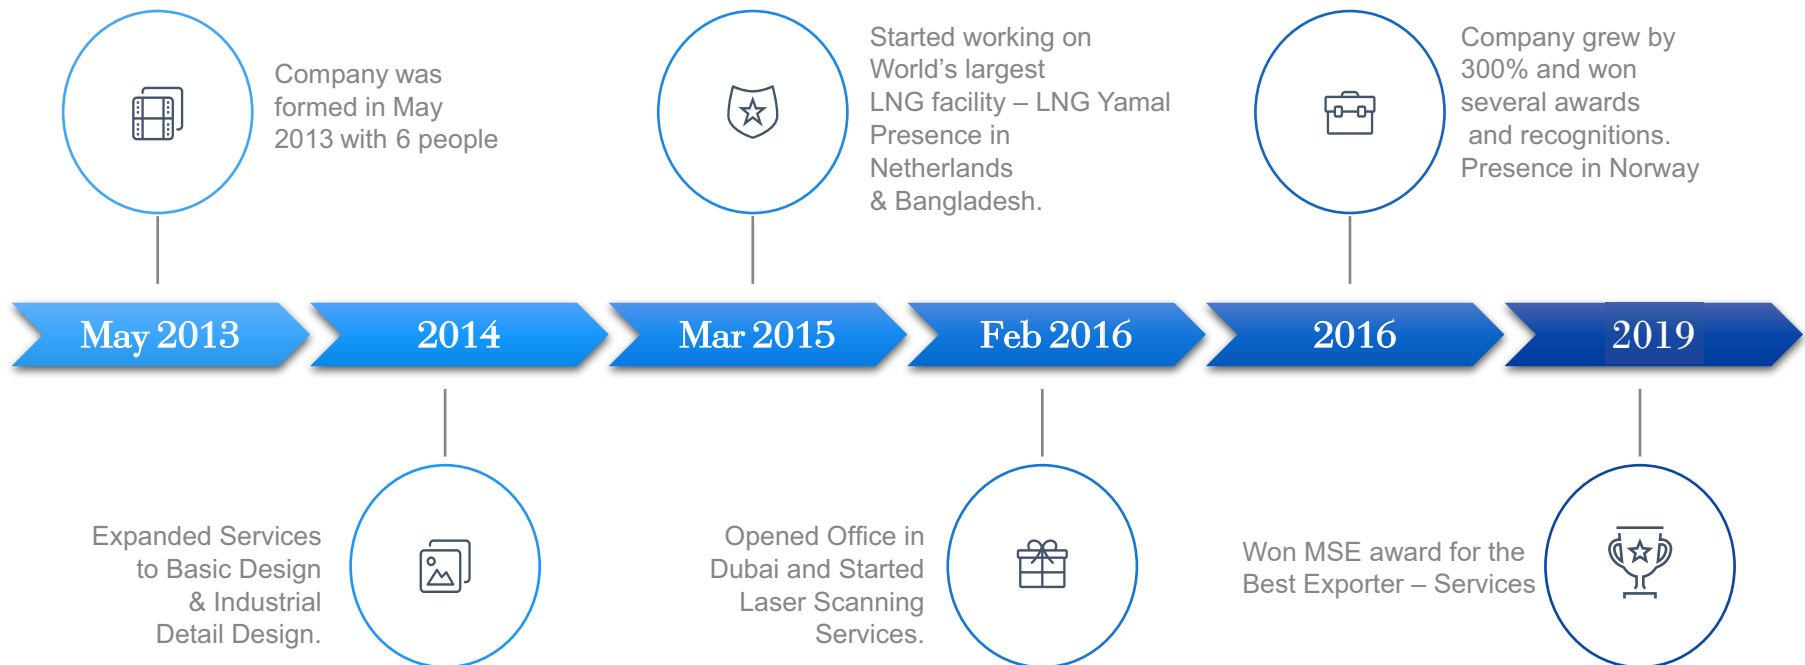 Company was
formed in May
2013 with 6 people
Started working on
World’s largest
LNG facility – LNG Yamal
Presence in
Netherlands
& Bangladesh.
Company grew by
300% and won
several awards
and recognitions.
Presence in Norway
May 2013
2014
Mar 2015
Feb 2016
2016
2019
Expanded Services
to Basic Design
& Industrial
Detail Design.
Opened Office in
Dubai and Started
Laser Scanning
Services.
Won MSE award for the
Best Exporter – Services